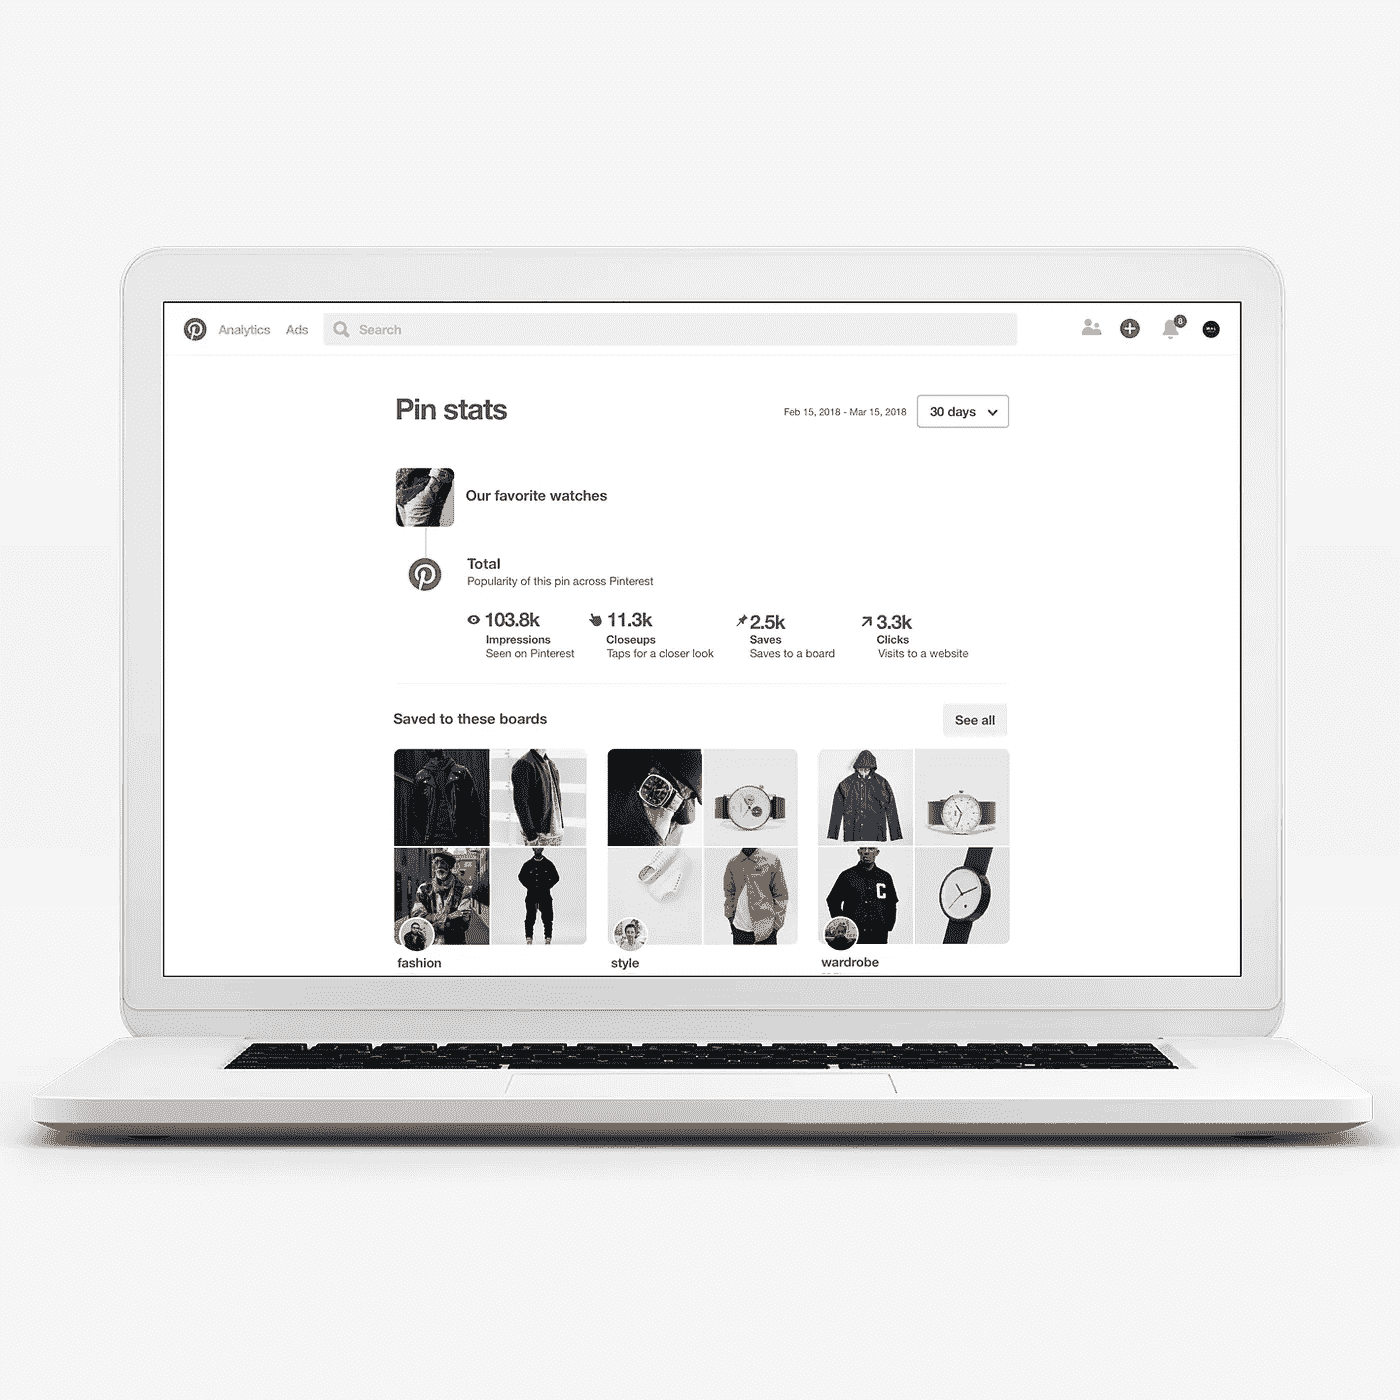 Analytics Ads Search 8
Pin stats
Feb 15, 2018 - Mar 15, 2018 30 days
Our favorite watches
Total
Popularity of this pin across Pinterest
103.8k 11.3k 2.5k 3.3k
Impressions Closeups Saves Clicks
Seen on Pinterest Taps for a closer look Saves to a board Visits to a website
Saved to these boards See all
C
fashion style wardrobe